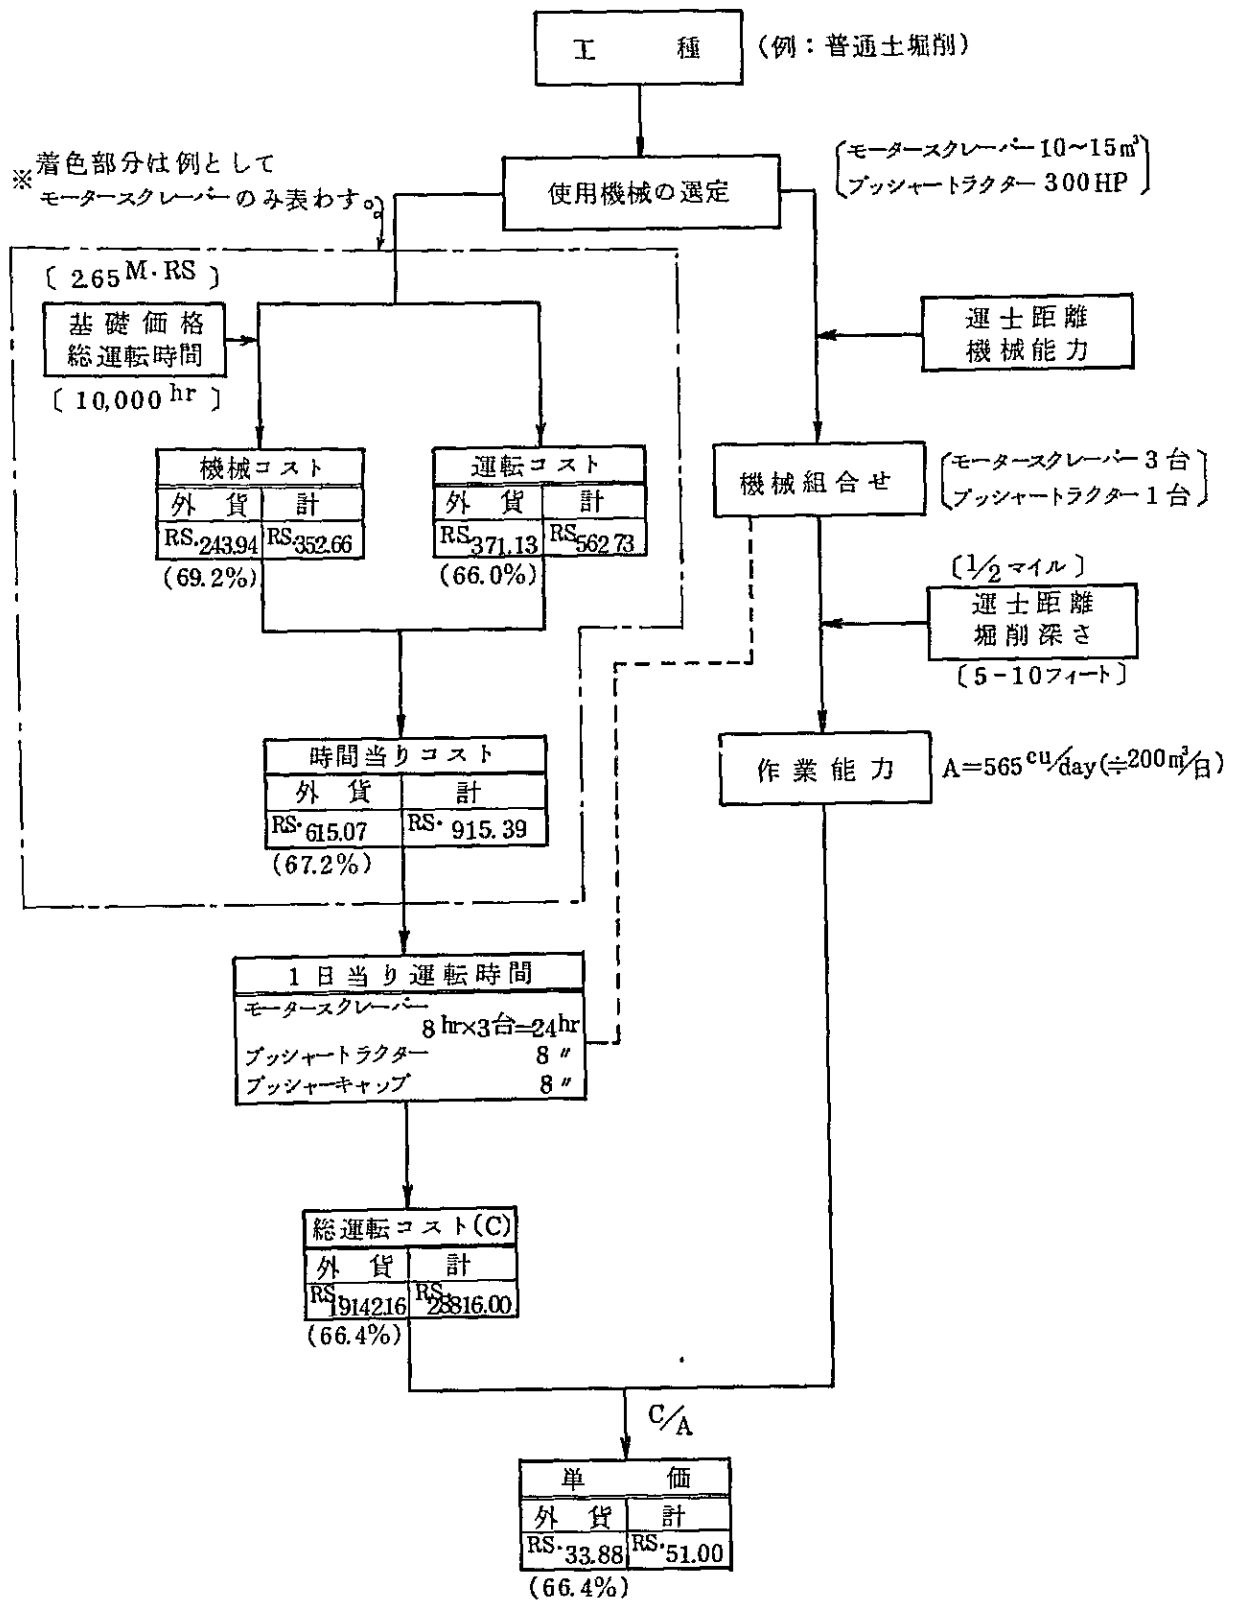 工 種 (例：普通土堀削)
※着色部分は例として
モータースクレーパーのみ表わす。
使用機械の選定
〔モータースクレーパー 10~15㎥〕
〔プッシャートラクター 300HP〕
〔 2.65 M・RS 〕
基礎価格
総運転時間
〔 10,000 hr 〕
運土距離
機械能力
機械コスト
外 貨 計
RS.243.94 RS.352.66
(69.2%)
運転コスト
外 貨 計
RS.371.13 RS 562.73
(66.0%)
機械組合せ
〔モータースクレーパー 3台〕
〔プッシャートラクター 1台〕
〔1/2 マイル〕
運土距離
堀削深さ
〔5-10フィート〕
時間当りコスト
外 貨 計
RS. 615.07 RS. 915.39
(67.2%)
作業能力 A=565 cu/day(≑200㎥/日)
1日当り運転時間
モータースクレーパー
8 hr×3台=24 hr
プッシャートラクター 8 〃
プッシャーキャップ 8 〃
総運転コスト(C)
外 貨 計
RS. 19142.16 RS. 28816.00
(66.4%)
C/A
単 価
外 貨 計
RS. 33.88 RS. 51.00
(66.4%)